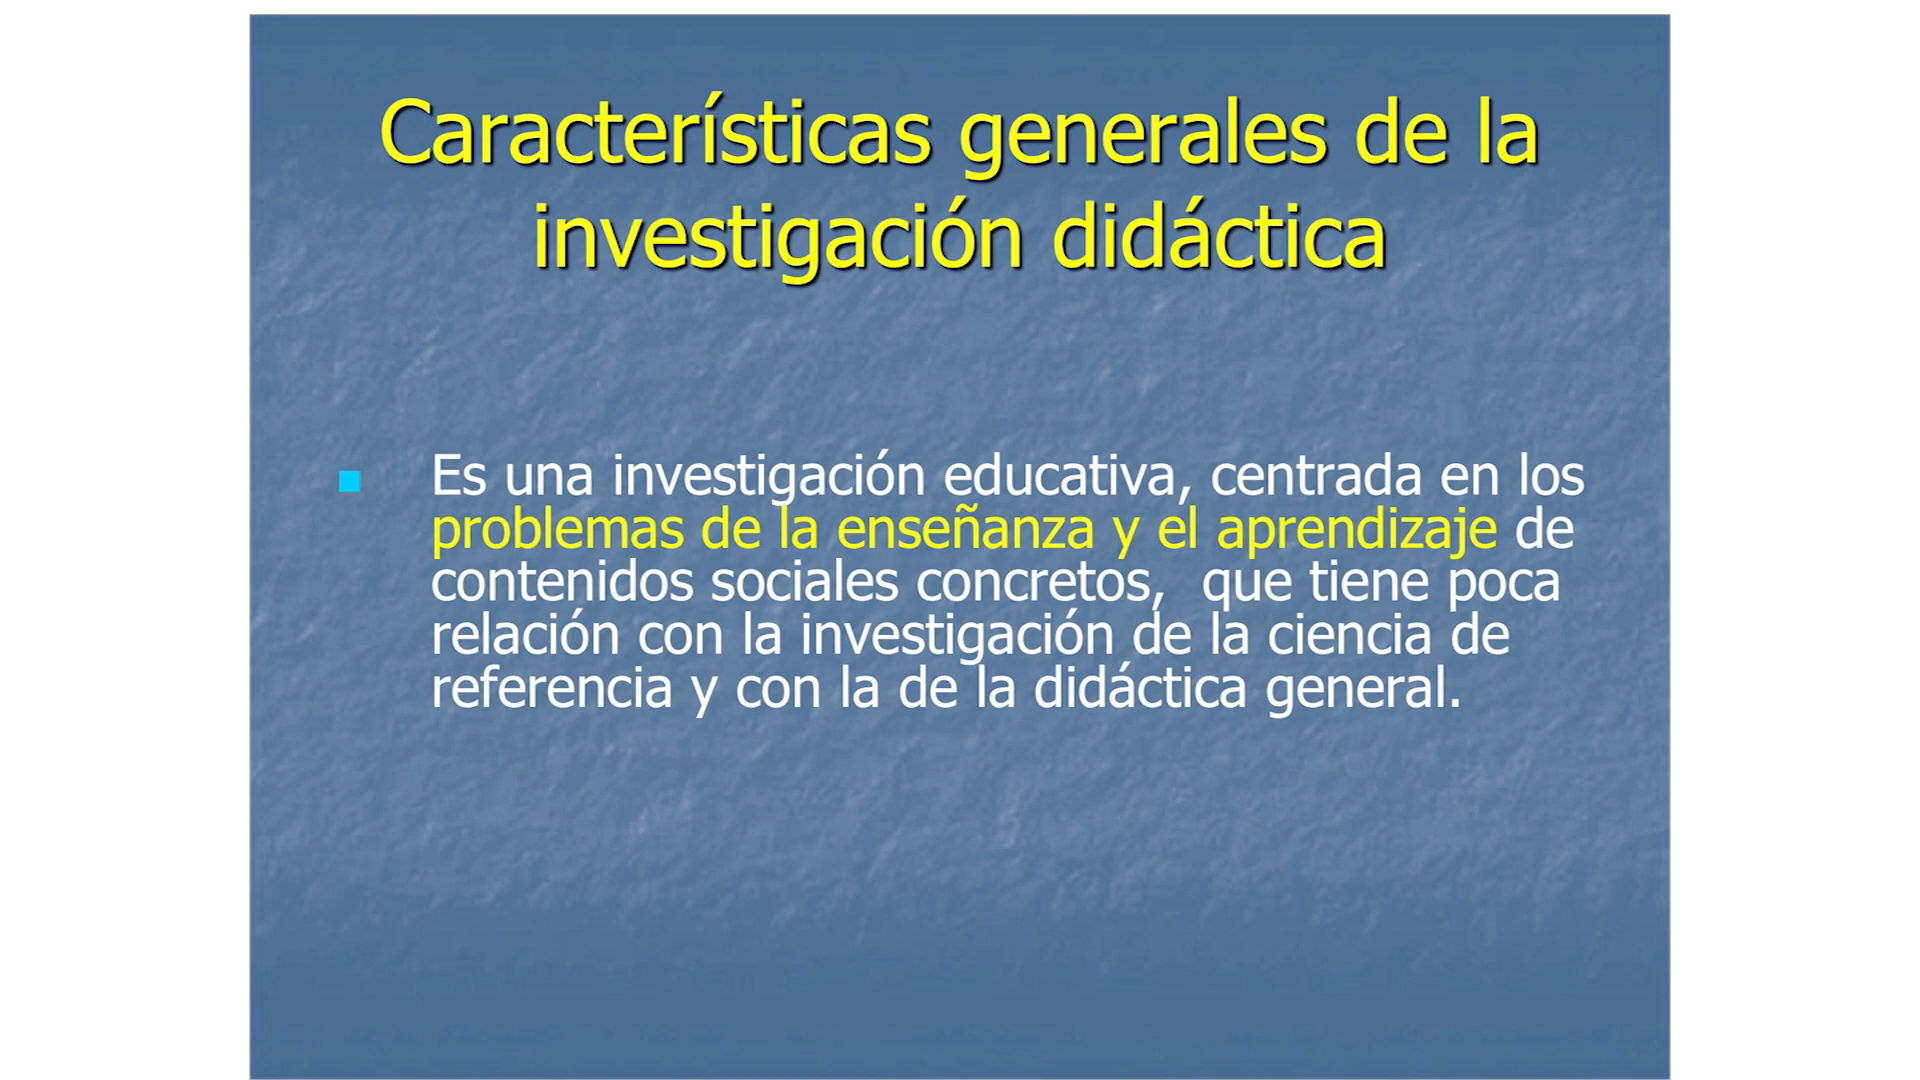 Características generales de la
investigación didáctica
Es una investigación educativa, centrada en los
problemas de la enseñanza y el aprendizaje de
contenidos sociales concretos,  que tiene poca
relación con la investigación de la ciencia de
referencia y con la de la didáctica general.